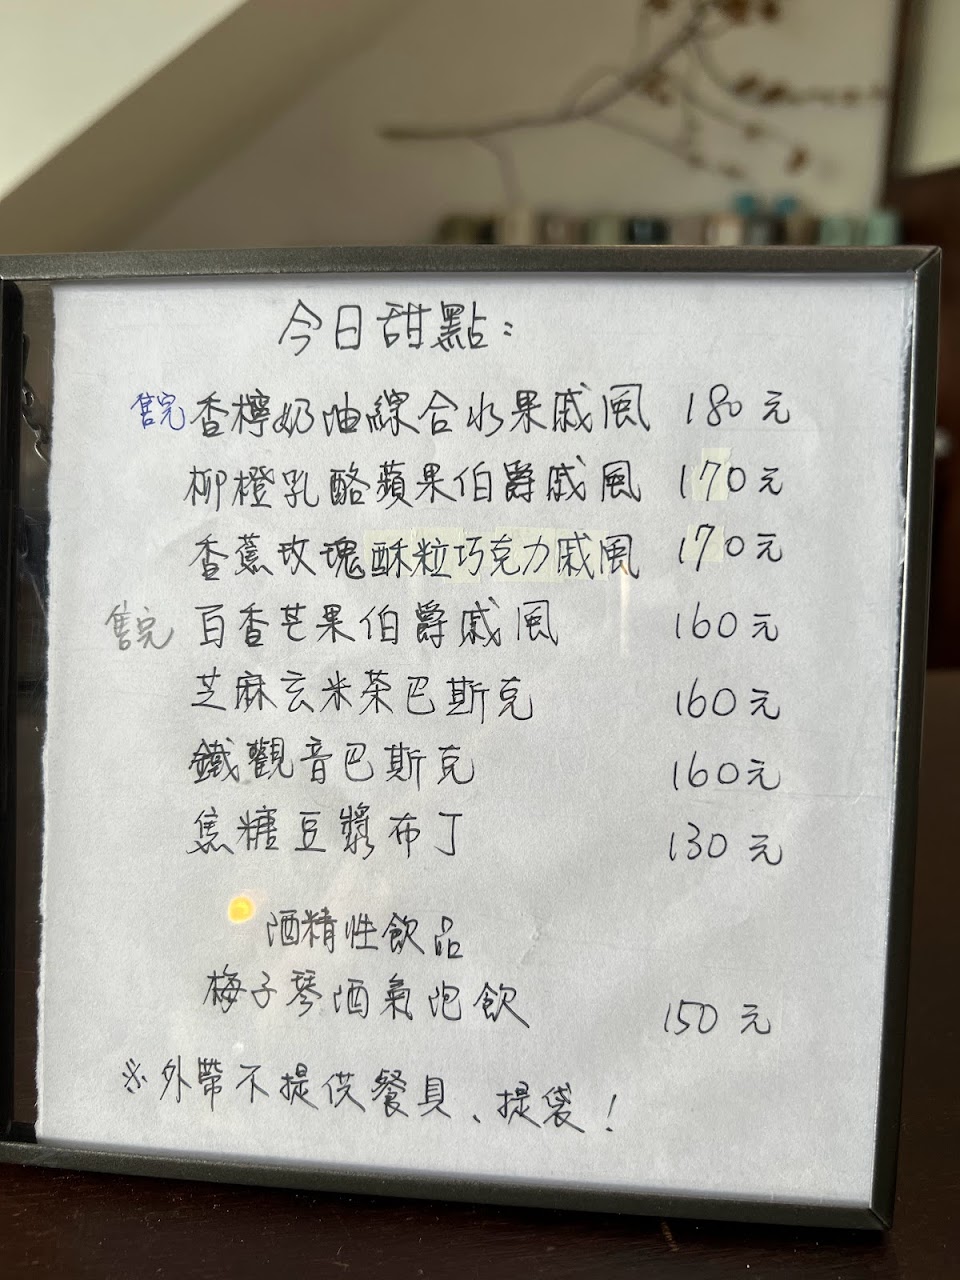 今日甜點：
售完 香檸奶油綜合水果戚風 180元
柳橙乳酪蘋果伯爵戚風 170元
香蕉玫瑰酥粒巧克力戚風 170元
售完 百香芒果伯爵戚風 160元
芝麻玄米茶巴斯克 160元
鐵觀音巴斯克 160元
焦糖豆漿布丁 130元
酒精性飲品
梅子琴酒氣泡飲 150元
※外帶不提供餐具、提袋！